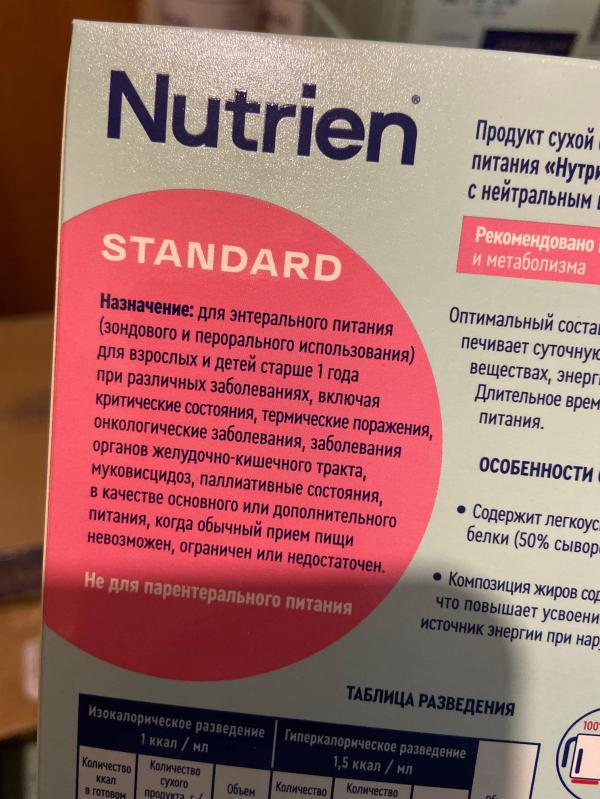 Nutrien®
STANDARD
Назначение: для энтерального питания
(зондового и перорального использования)
для взрослых и детей старше 1 года
при различных заболеваниях, включая
критические состояния, термические поражения,
онкологические заболевания, заболевания
органов желудочно-кишечного тракта,
муковисцидоз, паллиативные состояния,
в качестве основного или дополнительного
питания, когда обычный прием пищи
невозможен, ограничен или недостаточен.
Не для парентерального питания
Продукт сухой
питания «Нутри
с нейтральным
Рекомендовано
и метаболизма
Оптимальный соста
печивает суточную
веществах, энерг
Длительное врем
питания.
ОСОБЕННОСТИ
• Содержит легкоус
белки (50% сыворо
• Композиция жиров сод
что повышает усвоени
источник энергии при нар
ТАБЛИЦА РАЗВЕДЕНИЯ
Изокалорическое разведение
1 ккал / мл
Гиперкалорическое разведение
1,5 ккал / мл
Количество
ккал
в готовом
Количество
сухого
продукта, г /
Объем
Количество
Количество
100°